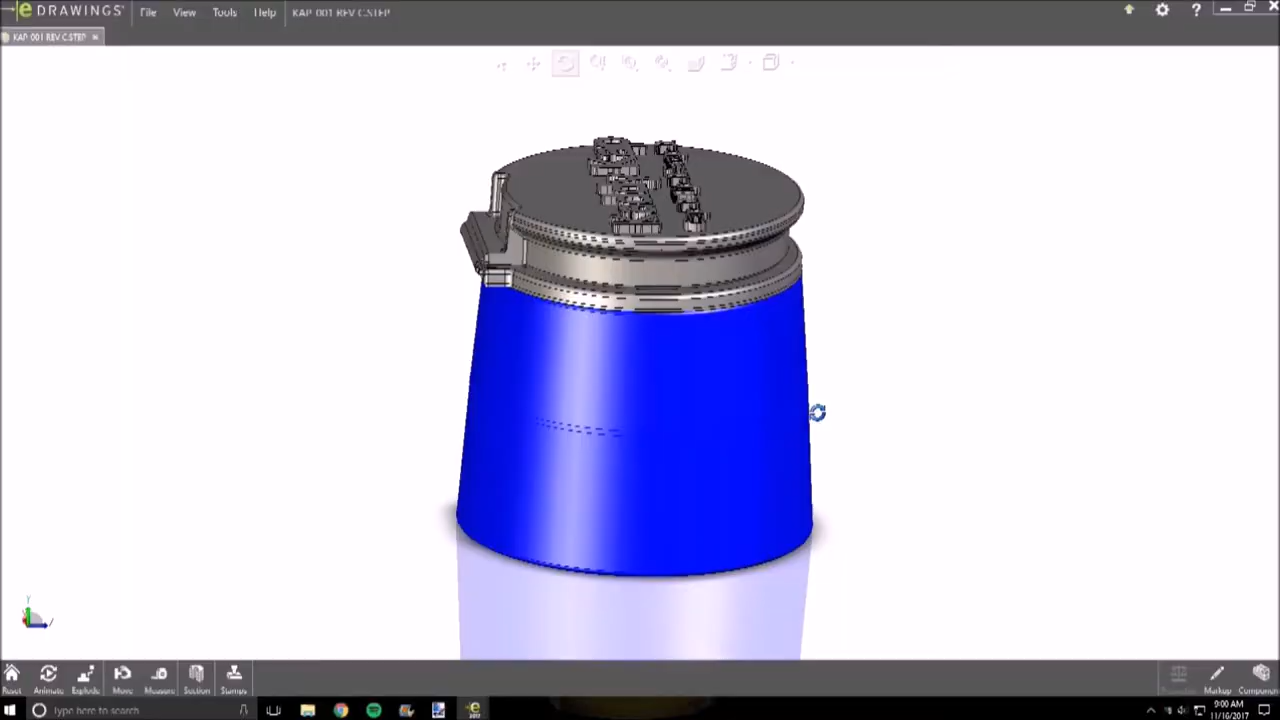 eDRAWINGS® File View Tools Help KAP 001 REV C.STEP
KAP 001 REV C.STEP
Y
Reset Animate Explode Move Measure Section Stamps Markup Component
Type here to search
9:00 AM
11/16/2017